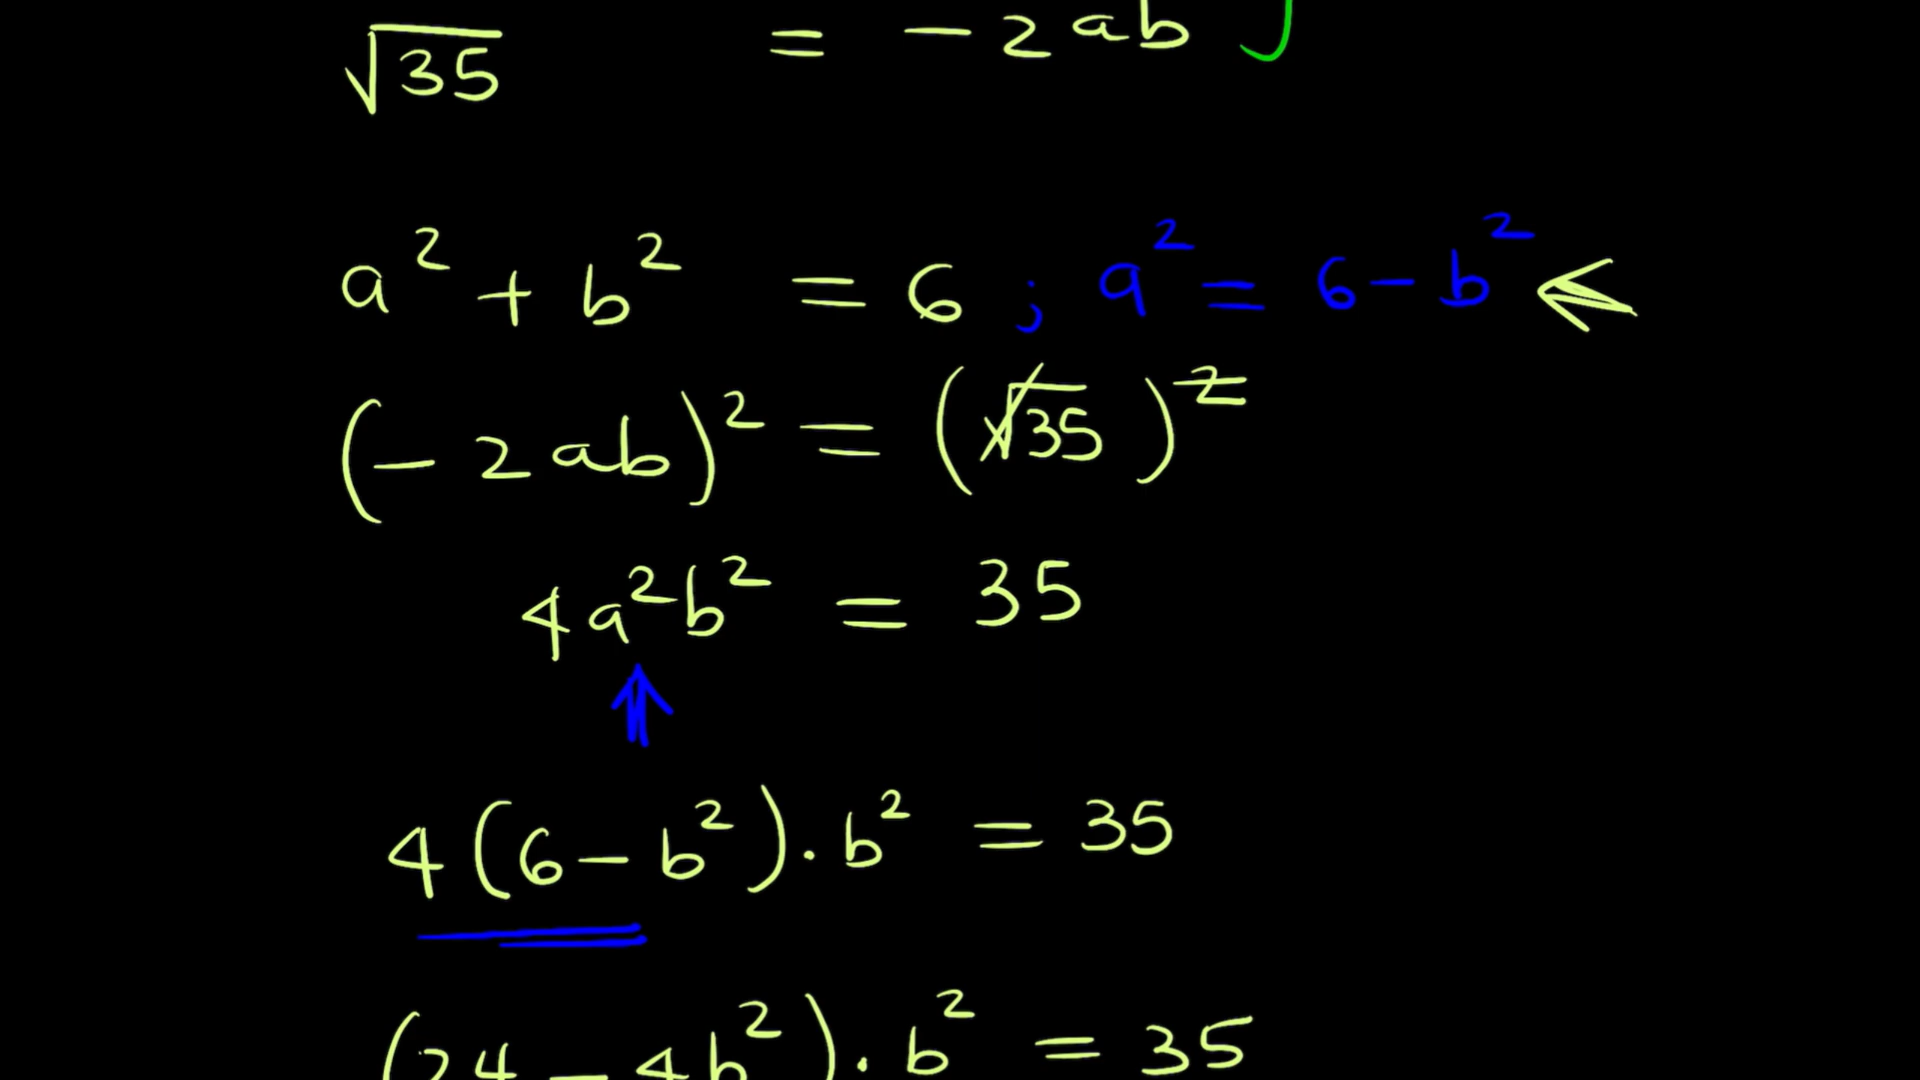 √35 = -2ab
a² + b² = 6 ; a² = 6 - b²
(-2ab)² = (√35)²
4a²b² = 35
4(6 - b²) . b² = 35
(24 - 4b²) . b² = 35